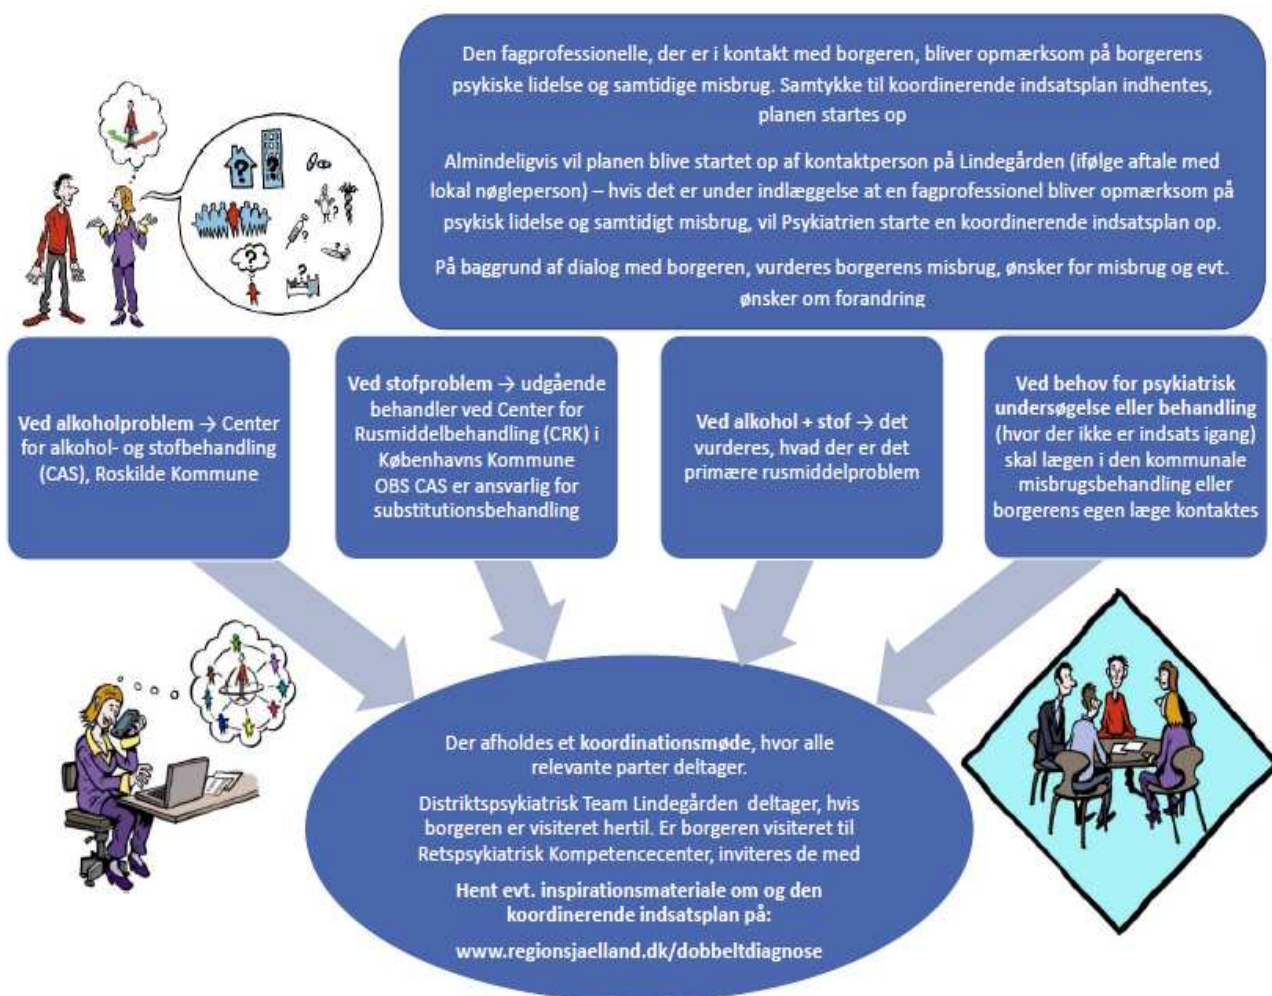 Den fagprofessionelle, der er i kontakt med borgeren, bliver opmærksom på borgerens
psykiske lidelse og samtidige misbrug. Samtykke til koordinerende indsatsplan indhentes,
planen startes op
Almindeligvis vil planen blive startet op af kontaktperson på Lindegården (ifølge aftale med
lokal nøgleperson) – hvis det er under indlæggelse at en fagprofessionel bliver opmærksom på
psykisk lidelse og samtidigt misbrug, vil Psykiatrien starte en koordinerende indsatsplan op.
På baggrund af dialog med borgeren, vurderes borgerens misbrug, ønsker for misbrug og evt.
ønsker om forandring
?
?
?
?
Ved alkoholproblem → Center
for alkohol- og stofbehandling
(CAS), Roskilde Kommune
Ved stofproblem → udgående
behandler ved Center for
Rusmiddelbehandling (CRK) i
Københavns Kommune
OBS CAS er ansvarlig for
substitutionsbehandling
Ved alkohol + stof → det
vurderes, hvad der er det
primære rusmiddelproblem
Ved behov for psykiatrisk
undersøgelse eller behandling
(hvor der ikke er indsats igang)
skal lægen i den kommunale
misbrugsbehandling eller
borgerens egen læge kontaktes
Der afholdes et koordinationsmøde, hvor alle
relevante parter deltager.
Distriktspsykiatrisk Team Lindegården deltager, hvis
borgeren er visiteret hertil. Er borgeren visiteret til
Retspsykiatrisk Kompetencecenter, inviteres de med
Hent evt. inspirationsmateriale om og den
koordinerende indsatsplan på:
www.regionsjaelland.dk/dobbeltdiagnose